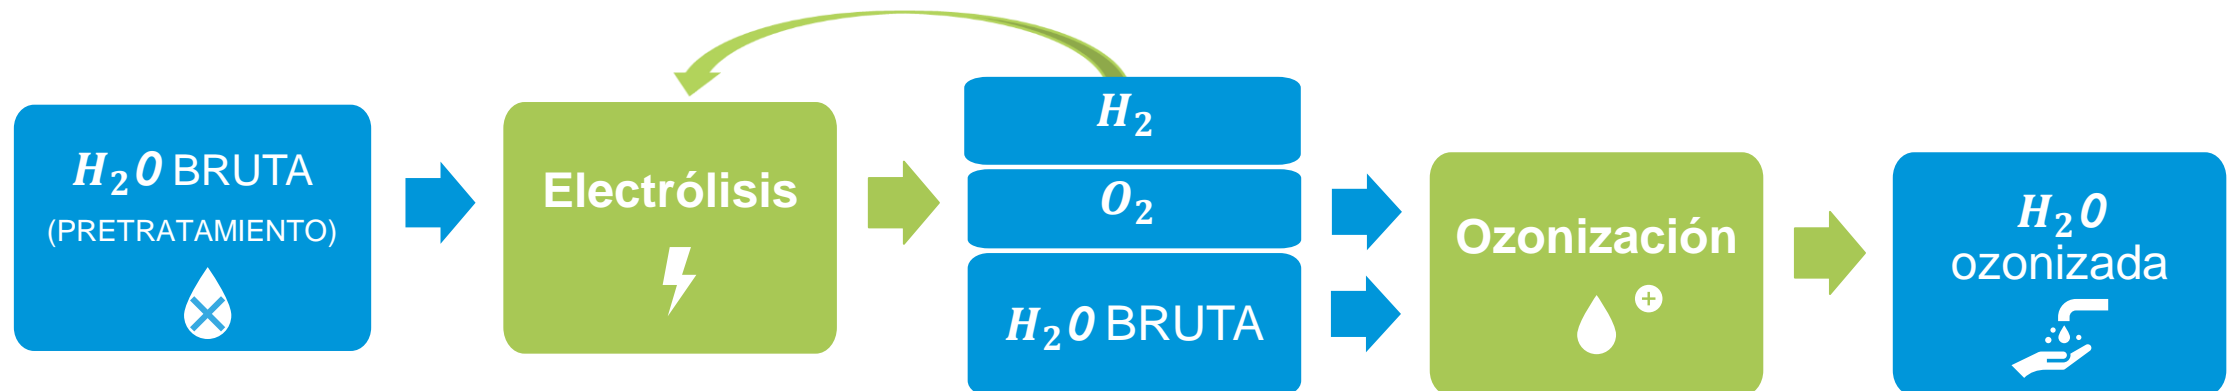 H₂O BRUTA
(PRETRATAMIENTO)
Electrólisis
H₂
O₂
H₂O BRUTA
Ozonización
H₂O
ozonizada